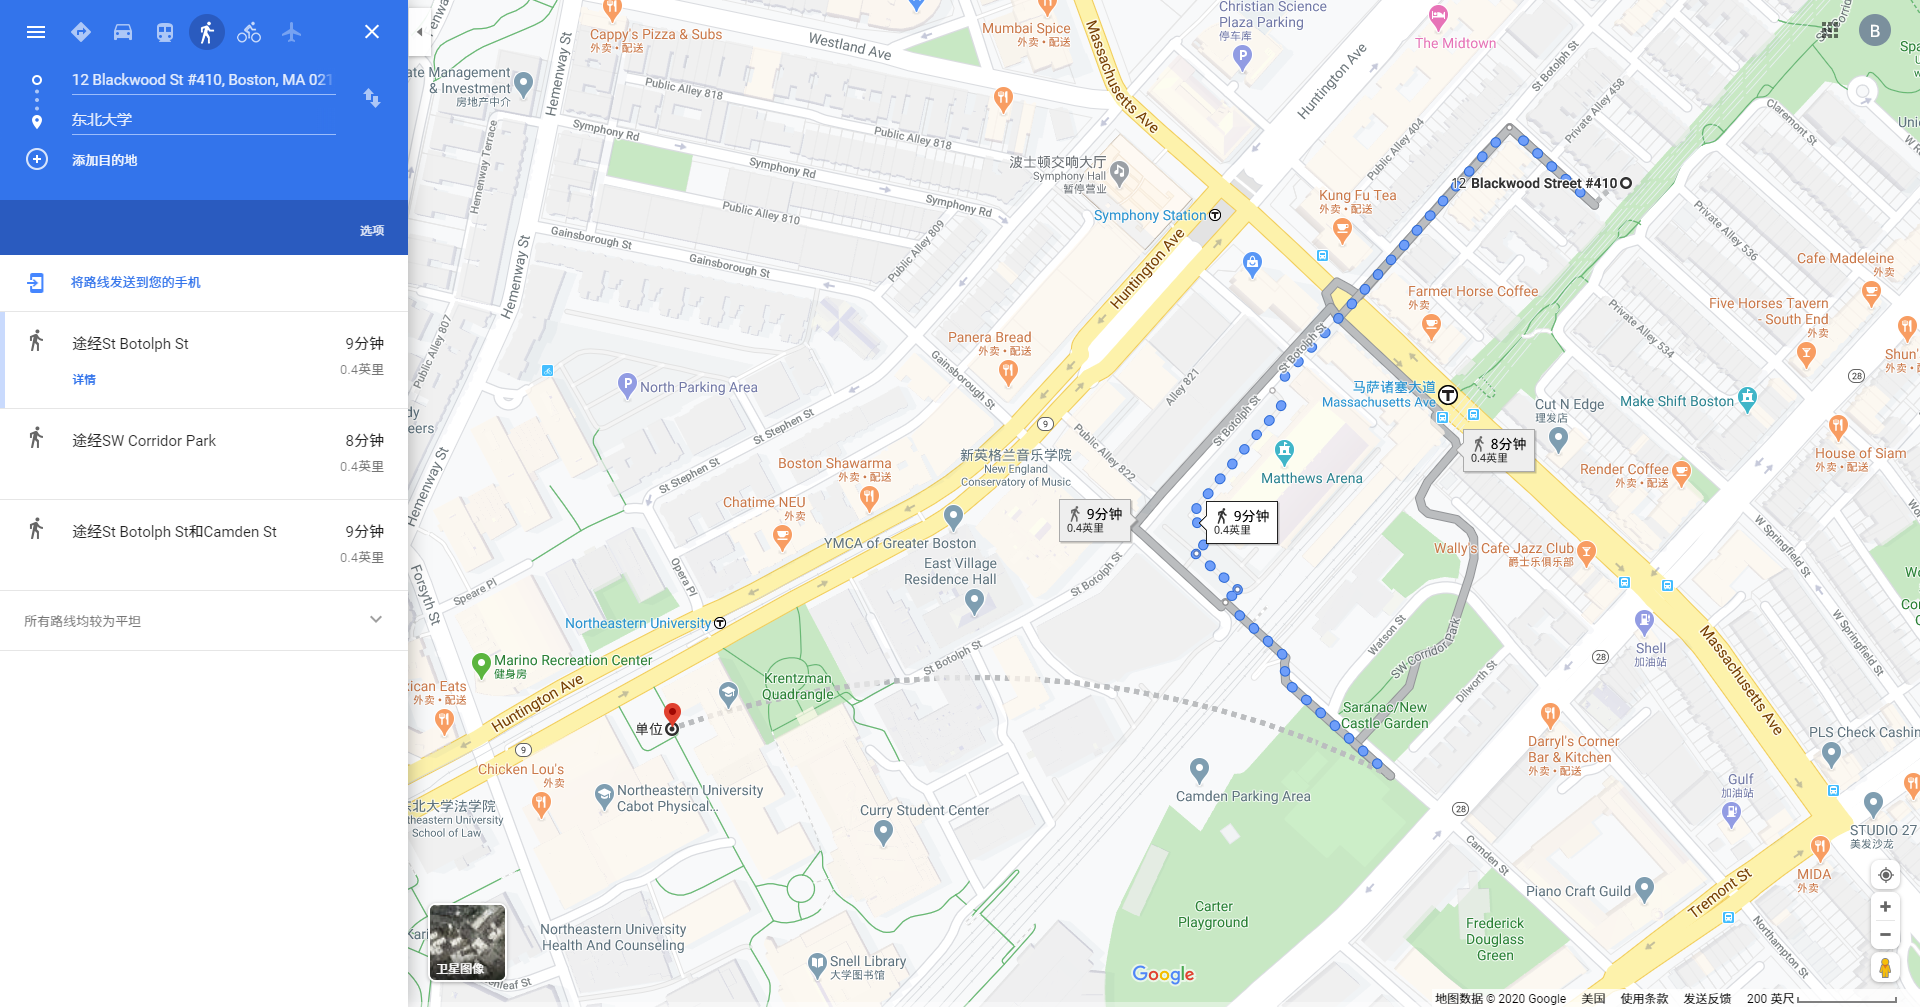 12 Blackwood St #410, Boston, MA 021
东北大学
添加目的地
选项
将路线发送到您的手机
途经St Botolph St
9分钟
0.4英里
详情
途经SW Corridor Park
8分钟
0.4英里
途经St Botolph St和Camden St
9分钟
0.4英里
所有路线均较为平坦
卫星图像
Cappy's Pizza & Subs
外卖 • 配送
Westland Ave
Mumbai Spice
外卖 • 配送
Massachusetts Ave
Christian Science
Plaza Parking
停车库
The Midtown
Huntington Ave
St Botolph St
B
ate Management
& Investment
房地产中介
Hemenway St
Public Alley 818
Public Alley 818
Symphony Rd
Symphony Rd
Symphony Rd
Hemenway Terrace
波士顿交响大厅
Symphony Hall
暂停营业
Public Alley 404
Public Alley 458
Claremont St
12 Blackwood Street #410
Kung Fu Tea
外卖 • 配送
Symphony Station
Public Alley 810
Gainsborough St
Gainsborough St
Public Alley 809
Hemenway St
Huntington Ave
Private Alley 536
Cafe Madeleine
外卖
Farmer Horse Coffee
外卖
Five Horses Tavern
- South End
外卖
Private Alley 534
Public Alley 807
Panera Bread
外卖 • 配送
St Botolph St
North Parking Area
Gainsborough St
Alley 821
马萨诸塞大道
Massachusetts Ave
Cut N Edge
理发店
Make Shift Boston
28
Shun's
外卖 • 配送
St Stephen St
9
St Botolph St
Public Alley 822
8分钟
0.4英里
House of Siam
外卖 • 配送
Boston Shawarma
外卖 • 配送
新英格兰音乐学院
New England
Conservatory of Music
Matthews Arena
Render Coffee
外卖 • 配送
St Stephen St
Hemenway St
Chatime NEU
外卖
9分钟
0.4英里
9分钟
0.4英里
YMCA of Greater Boston
East Village
Residence Hall
St Botolph St
Wally's Cafe Jazz Club
爵士乐俱乐部
W Springfield St
W Springfield St
Opera Pl
Speare Pl
Forsyth St
Northeastern University
Watson St
SW Corridor Park
Dilworth St
Shell
加油站
28
Massachusetts Ave
Marino Recreation Center
健身房
Huntington Ave
Krentzman
Quadrangle
St Botolph St
xican Eats
外卖 • 配送
单位
Saranac/New
Castle Garden
Darryl's Corner
Bar & Kitchen
外卖 • 配送
PLS Check Cashin
9
Chicken Lou's
外卖
Northeastern University
Cabot Physical...
Camden Parking Area
Gulf
加油站
28
东北大学法学院
theastern University
School of Law
Curry Student Center
Camden St
STUDIO 27
美发沙龙
MIDA
外卖
Piano Craft Guild
Tremont St
Carter
Playground
Frederick
Douglass
Green
Northampton St
Northeastern University
Health And Counseling
Snell Library
大学图书馆
Google
地图数据 © 2020 Google 美国 使用条款 发送反馈 200 英尺